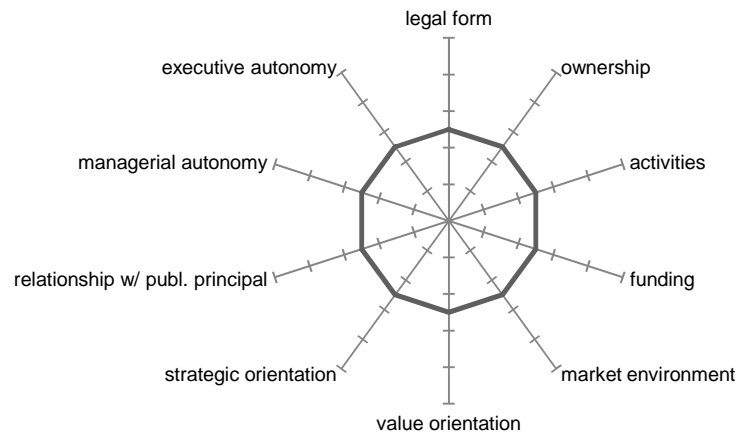 legal form
executive autonomy
ownership
managerial autonomy
activities
relationship w/ publ. principal
funding
strategic orientation
market environment
value orientation